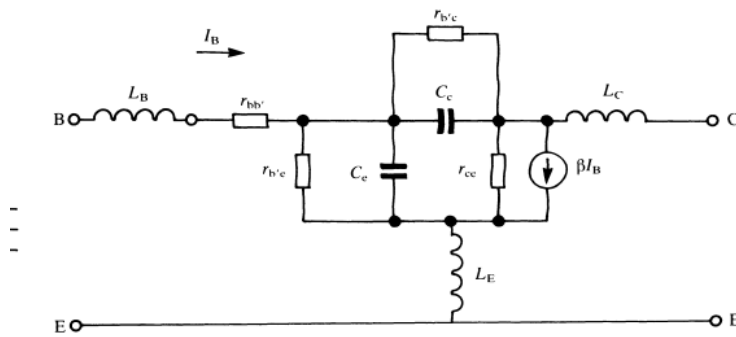 I_B
r_b'c
L_B
r_bb'
C_c
L_C
B
C
r_b'e
C_e
r_ce
βI_B
L_E
E
E